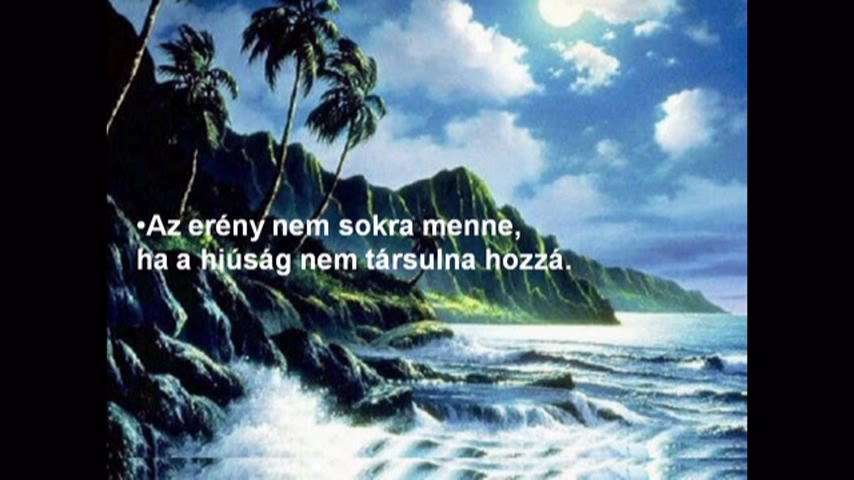 •Az erény nem sokra menne,
ha a hiúság nem társulna hozzá.